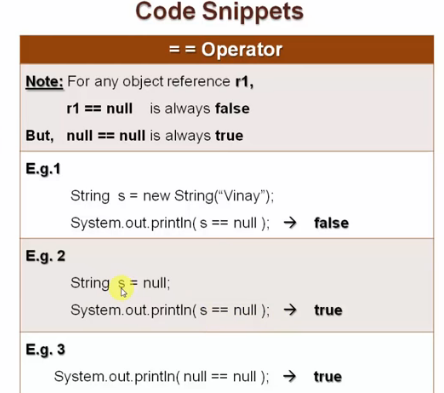 Code Snippets
= = Operator
Note: For any object reference r1,
r1 == null is always false
But, null == null is always true
E.g.1
String s = new String(“Vinay”);
System.out.println( s == null ); → false
E.g. 2
String s = null;
System.out.println( s == null ); → true
E.g. 3
System.out.println( null == null ); → true